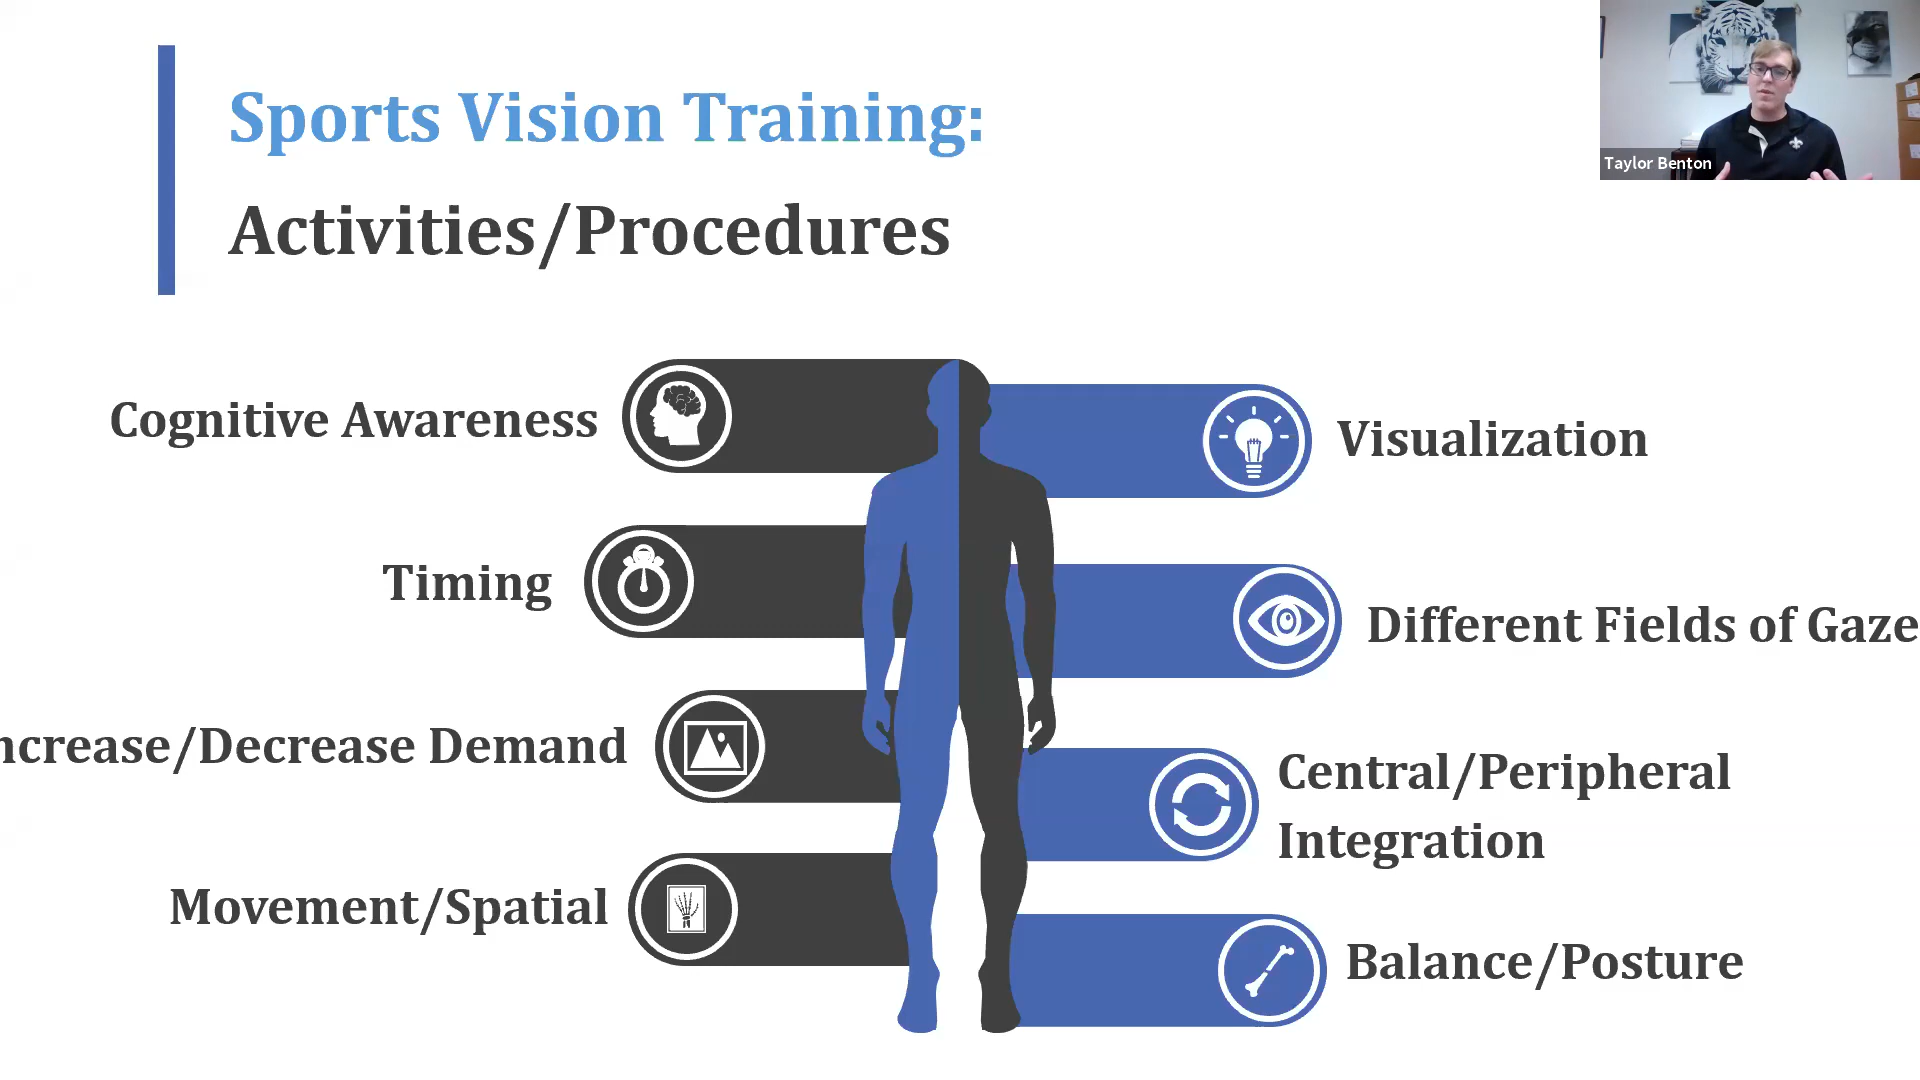 Sports Vision Training:
Activities/Procedures
Taylor Benton
Cognitive Awareness
Visualization
Timing
Different Fields of Gaze
ncrease/Decrease Demand
Central/Peripheral
Integration
Movement/Spatial
Balance/Posture